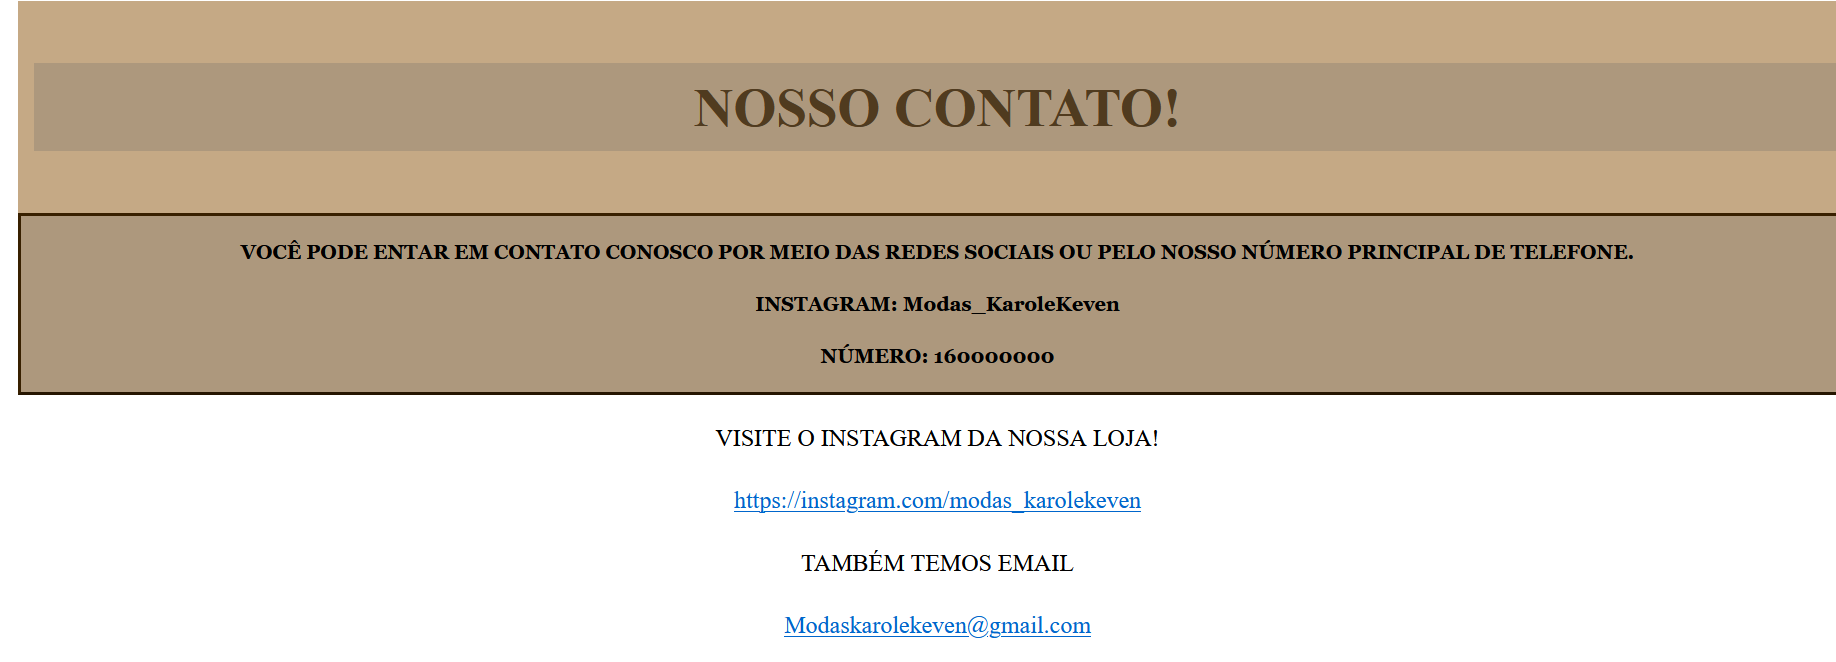 NOSSO CONTATO!
VOCÊ PODE ENTAR EM CONTATO CONOSCO POR MEIO DAS REDES SOCIAIS OU PELO NOSSO NÚMERO PRINCIPAL DE TELEFONE.
INSTAGRAM: Modas_KaroleKeven
NÚMERO: 160000000
VISITE O INSTAGRAM DA NOSSA LOJA!
https://instagram.com/modas_karolekeven
TAMBÉM TEMOS EMAIL
Modaskarolekeven@gmail.com